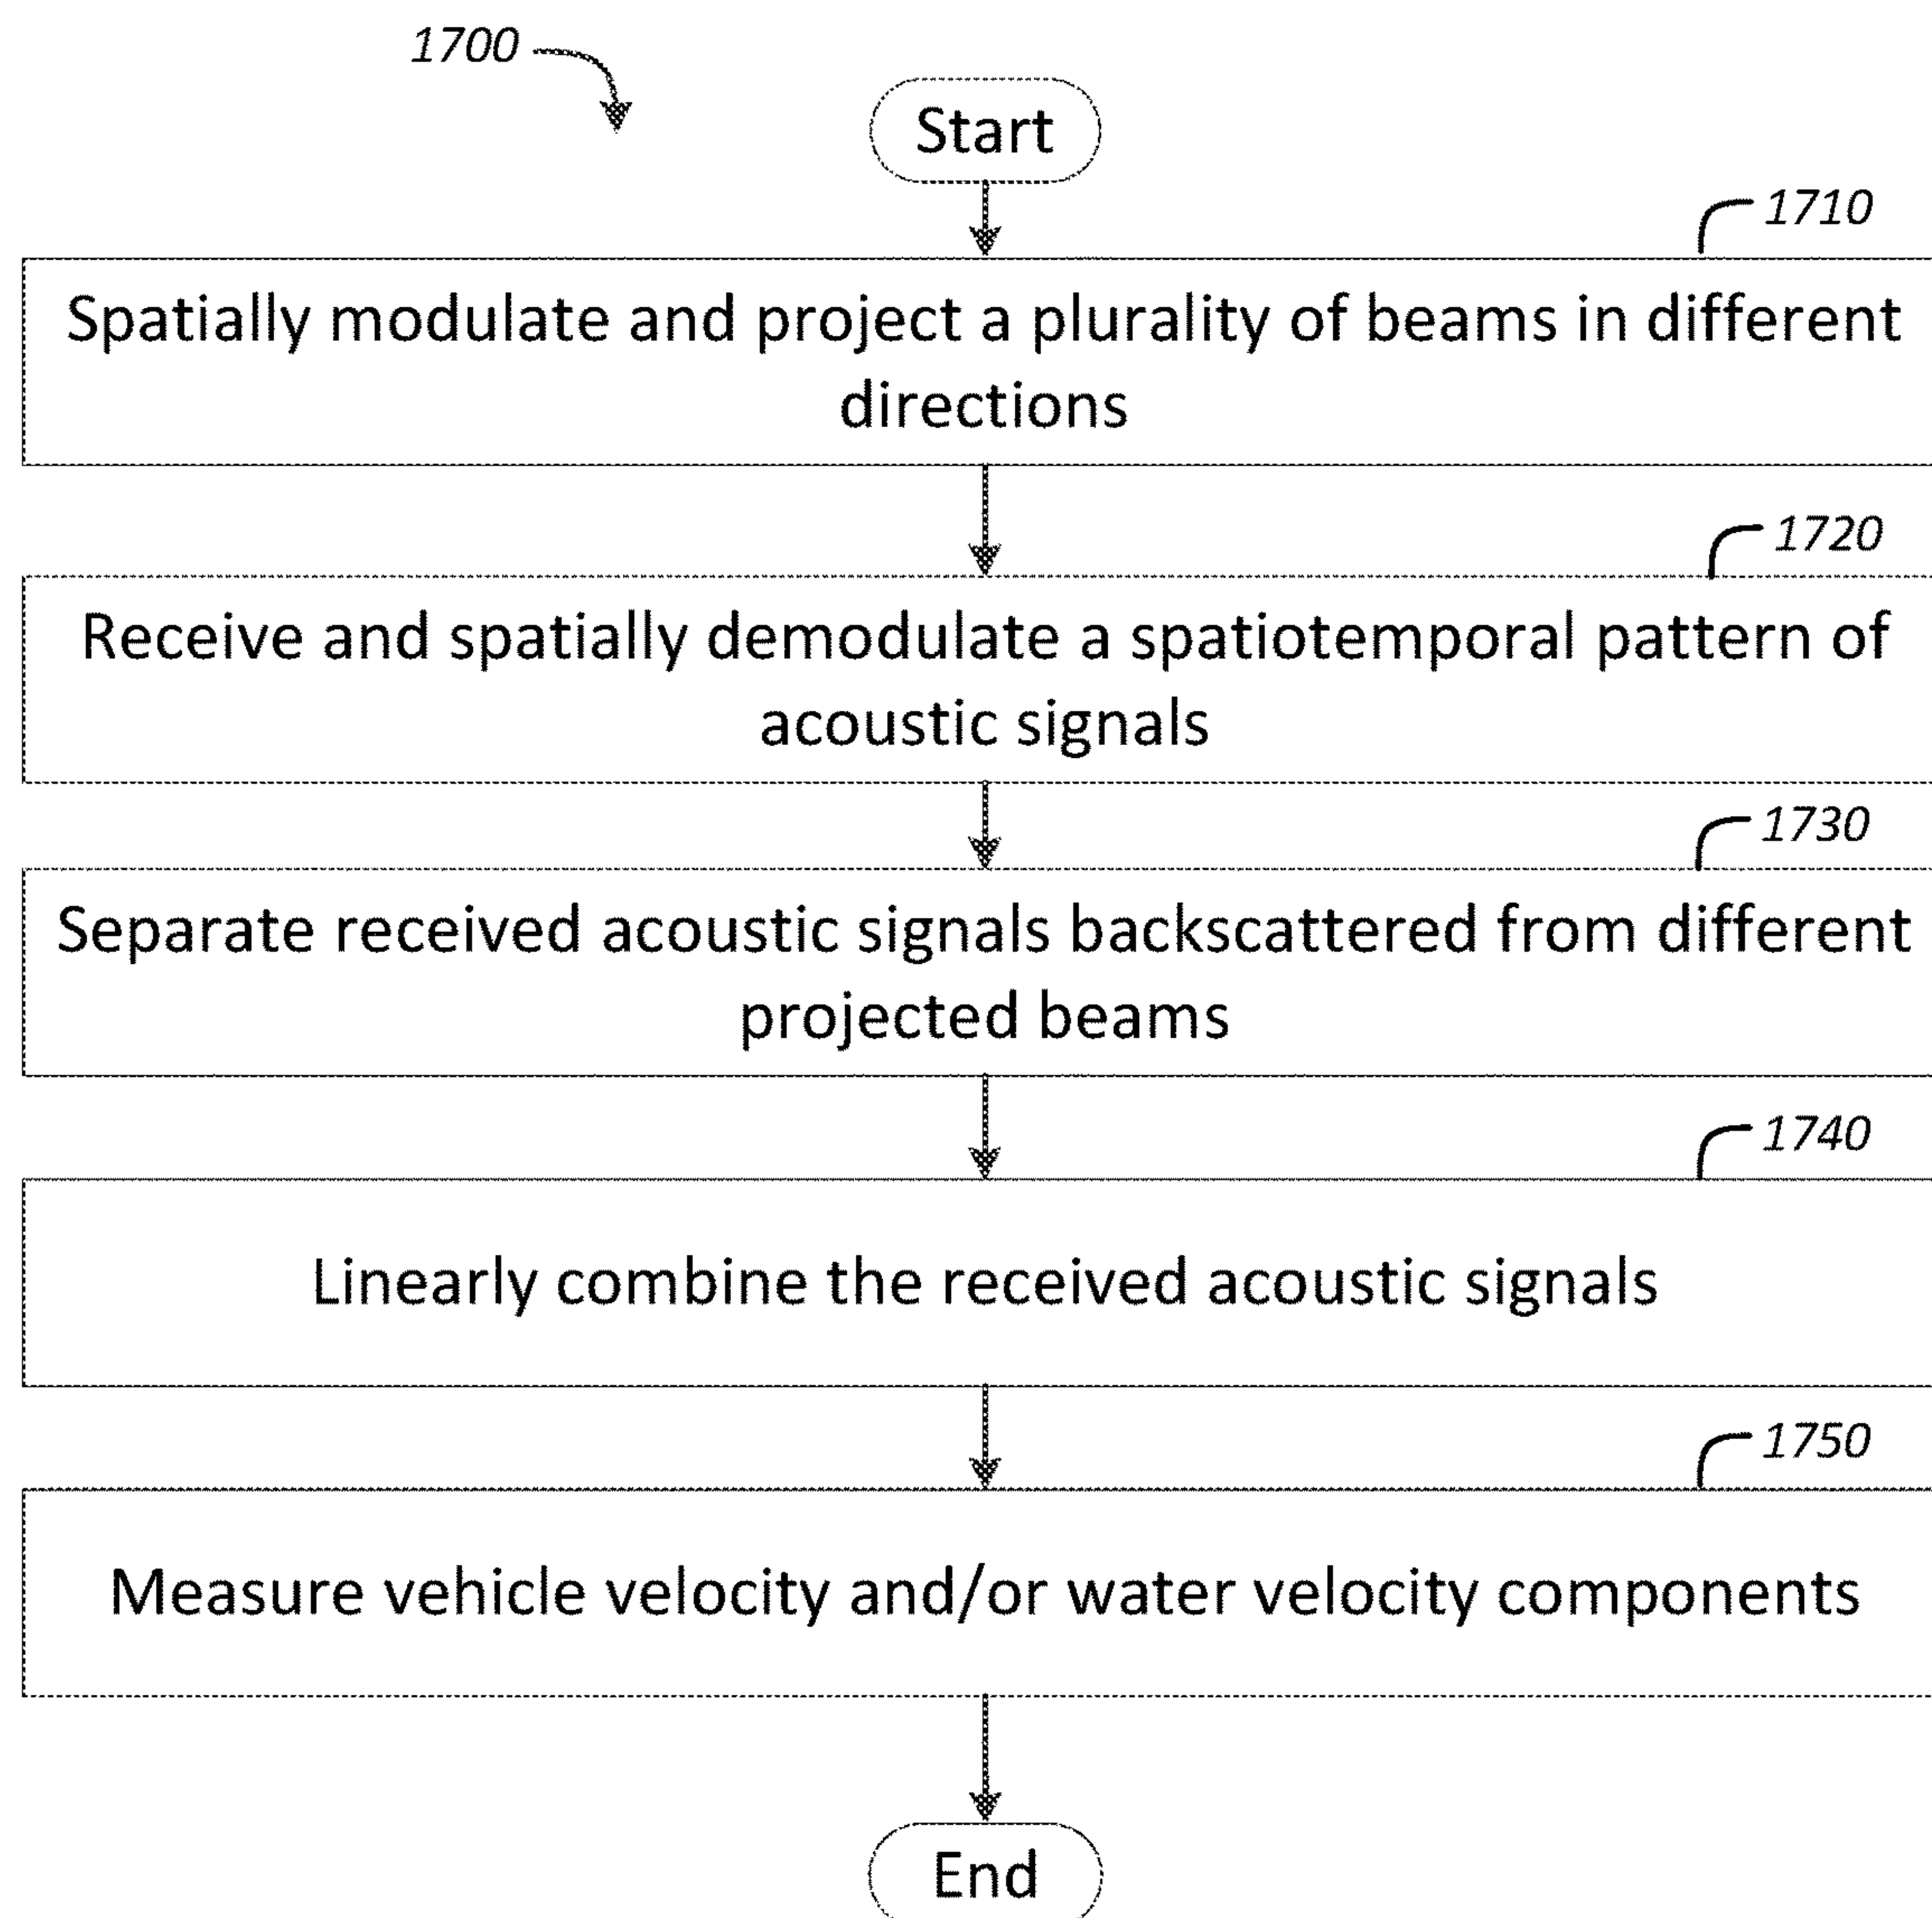 1700
Start
1710
Spatially modulate and project a plurality of beams in different
directions
1720
Receive and spatially demodulate a spatiotemporal pattern of
acoustic signals
1730
Separate received acoustic signals backscattered from different
projected beams
1740
Linearly combine the received acoustic signals
1750
Measure vehicle velocity and/or water velocity components
End